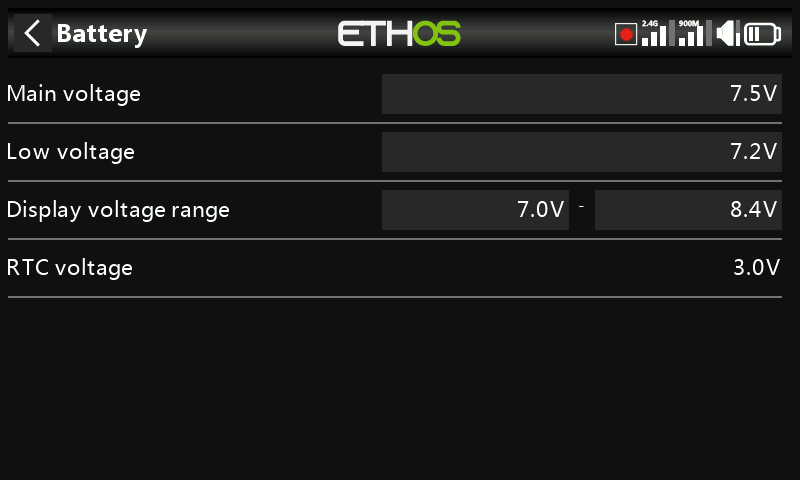 Battery
ETHOS
2.4G 900M
Main voltage 7.5V
Low voltage 7.2V
Display voltage range 7.0V - 8.4V
RTC voltage 3.0V